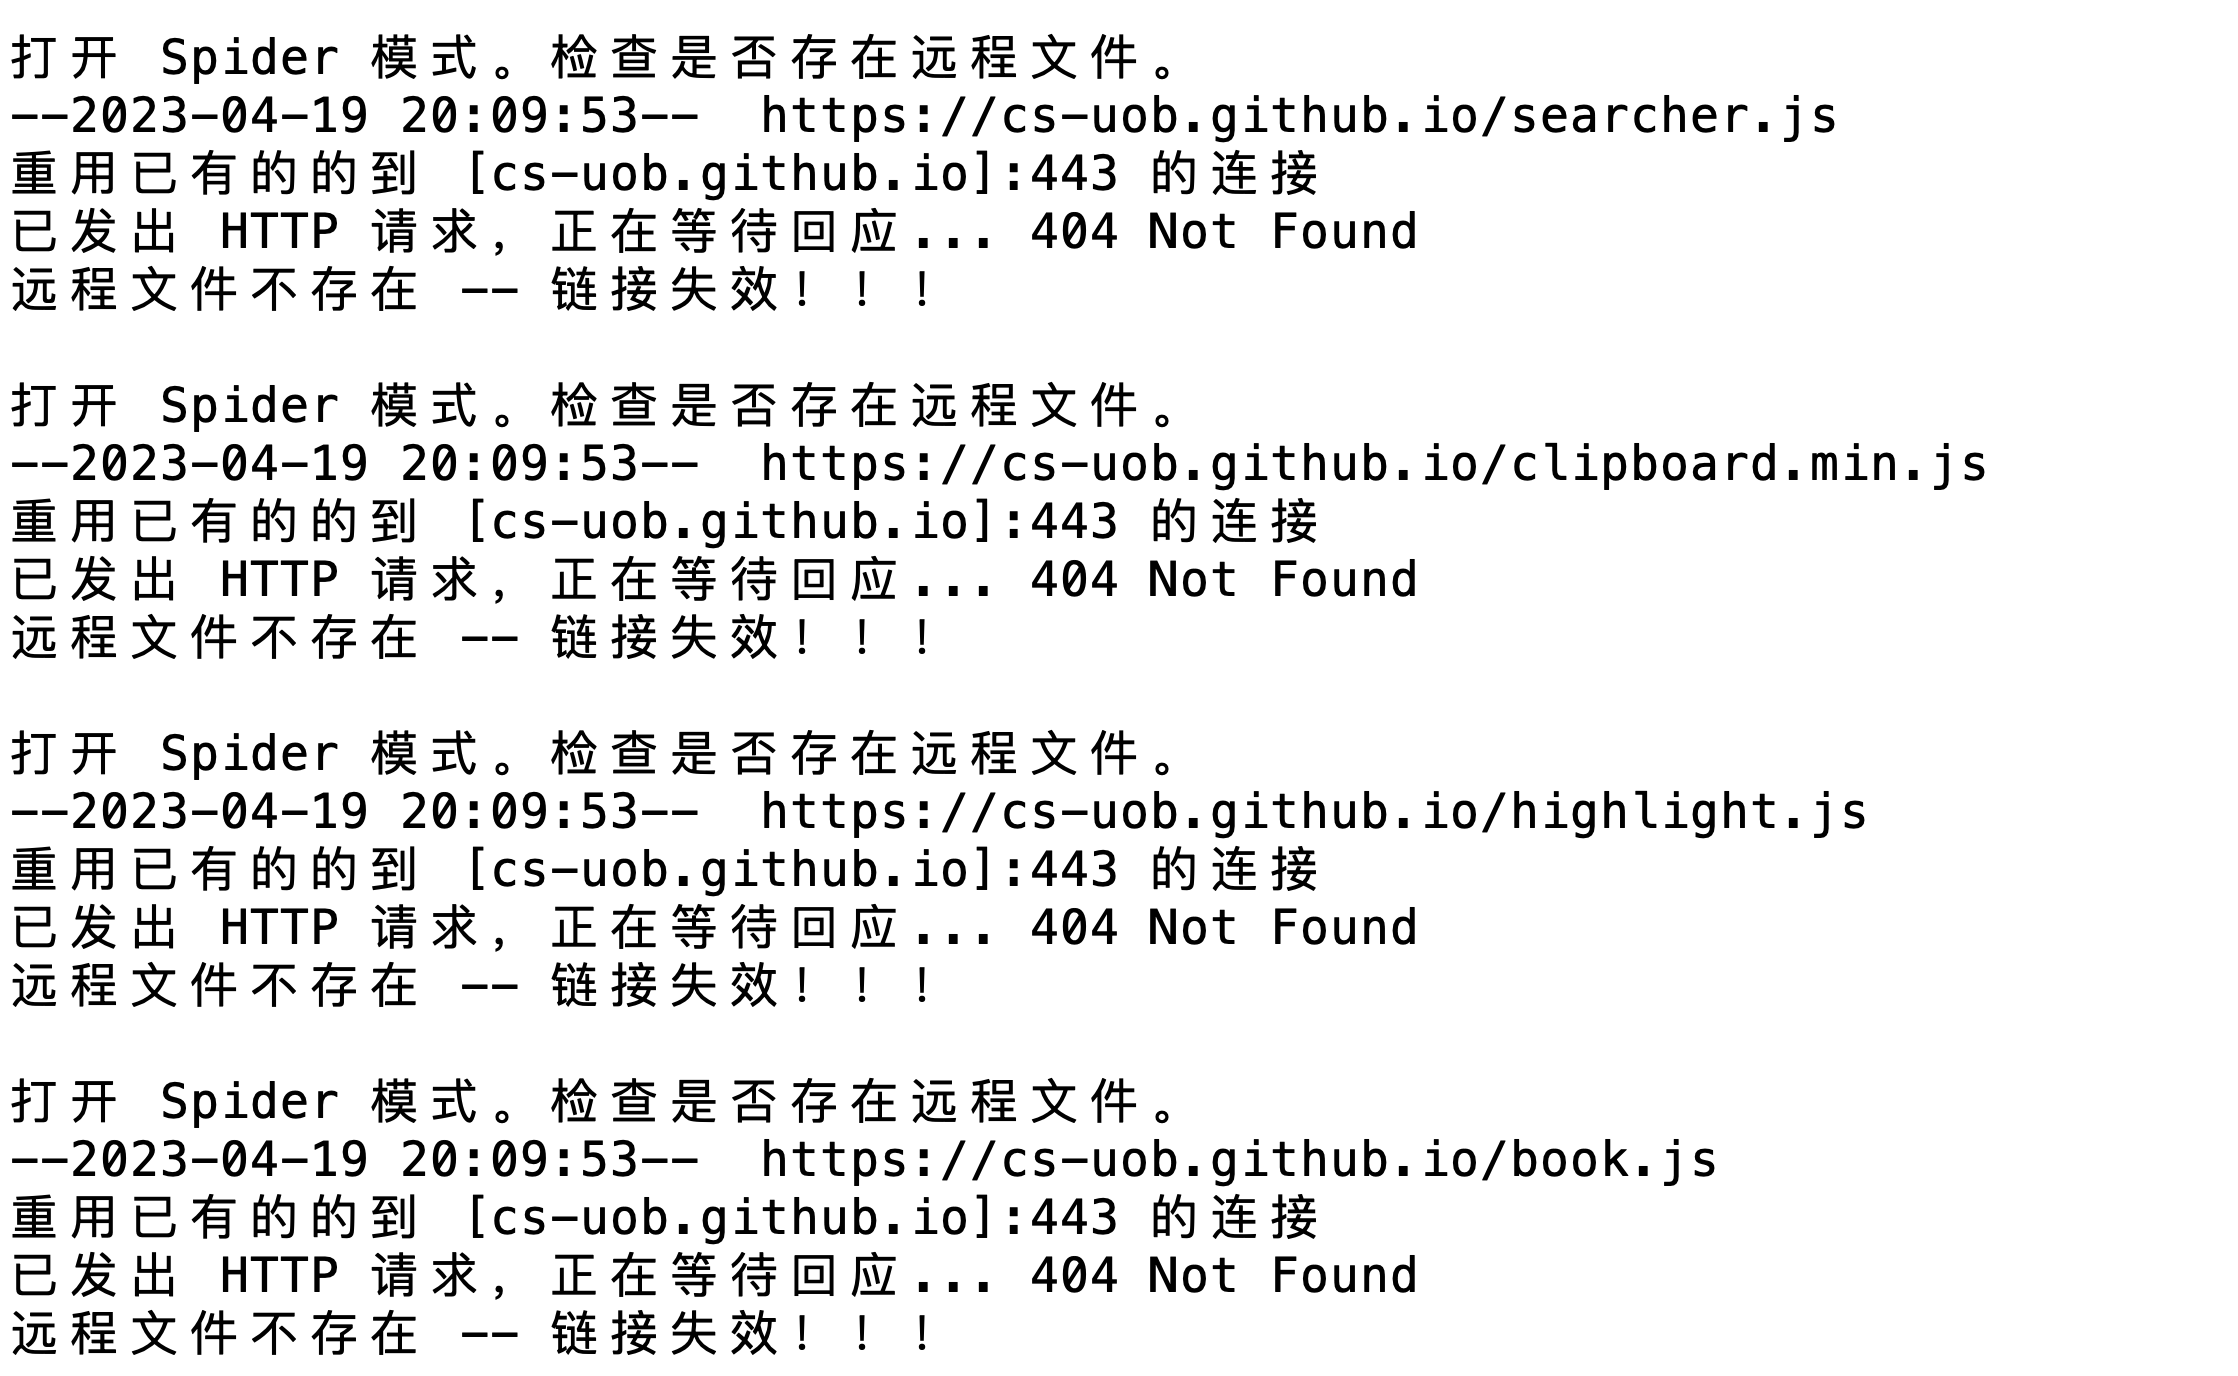 打开 Spider 模式。检查是否存在远程文件。
--2023-04-19 20:09:53--  https://cs-uob.github.io/searcher.js
重用已有的的到 [cs-uob.github.io]:443 的连接
已发出 HTTP 请求，正在等待回应... 404 Not Found
远程文件不存在 -- 链接失效！！！

打开 Spider 模式。检查是否存在远程文件。
--2023-04-19 20:09:53--  https://cs-uob.github.io/clipboard.min.js
重用已有的的到 [cs-uob.github.io]:443 的连接
已发出 HTTP 请求，正在等待回应... 404 Not Found
远程文件不存在 -- 链接失效！！！

打开 Spider 模式。检查是否存在远程文件。
--2023-04-19 20:09:53--  https://cs-uob.github.io/highlight.js
重用已有的的到 [cs-uob.github.io]:443 的连接
已发出 HTTP 请求，正在等待回应... 404 Not Found
远程文件不存在 -- 链接失效！！！

打开 Spider 模式。检查是否存在远程文件。
--2023-04-19 20:09:53--  https://cs-uob.github.io/book.js
重用已有的的到 [cs-uob.github.io]:443 的连接
已发出 HTTP 请求，正在等待回应... 404 Not Found
远程文件不存在 -- 链接失效！！！